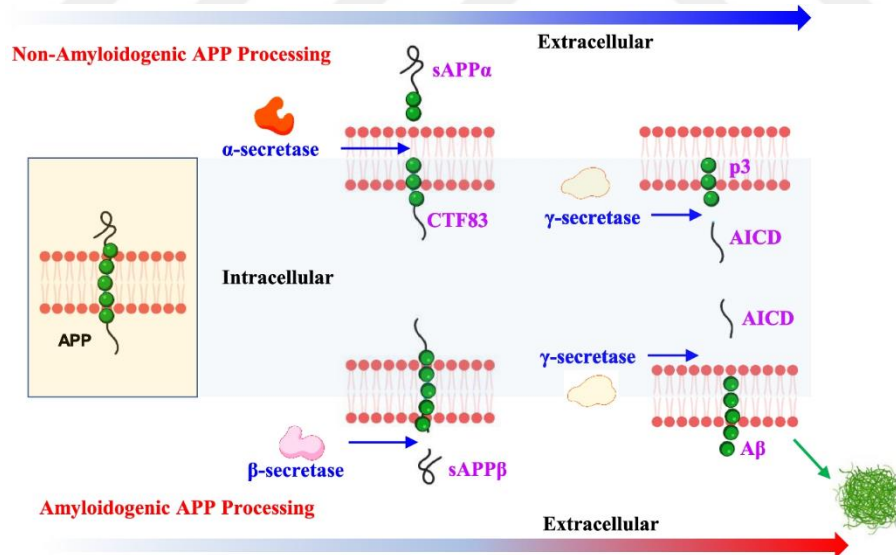 Extracellular
Non-Amyloidogenic APP Processing
sAPPα
α-secretase
p3
CTF83
γ-secretase
AICD
Intracellular
APP
AICD
γ-secretase
Aβ
β-secretase
sAPPβ
Amyloidogenic APP Processing
Extracellular